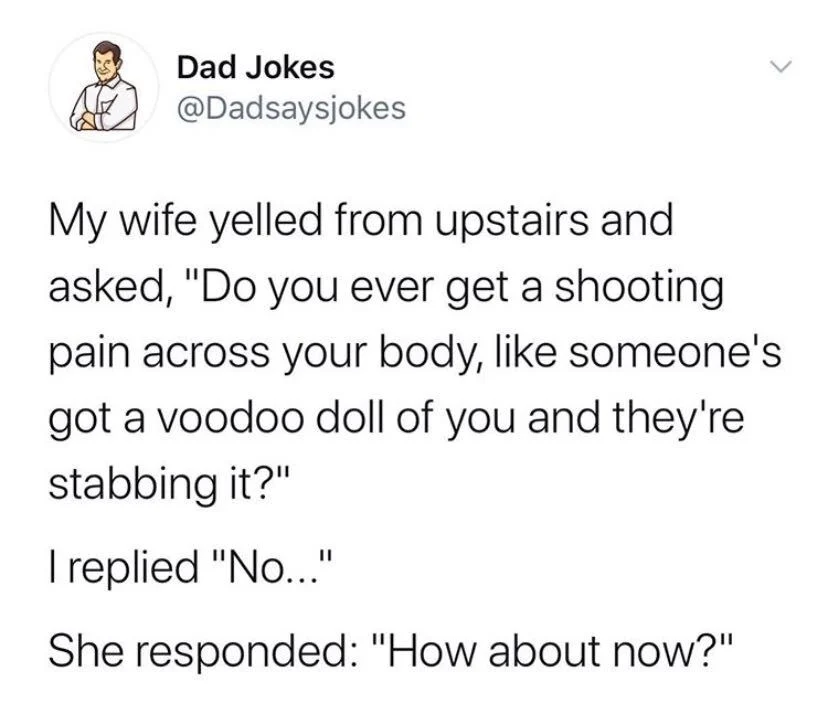 Dad Jokes
@Dadsaysjokes
My wife yelled from upstairs and
asked, "Do you ever get a shooting
pain across your body, like someone's
got a voodoo doll of you and they're
stabbing it?"
I replied "No..."
She responded: "How about now?"